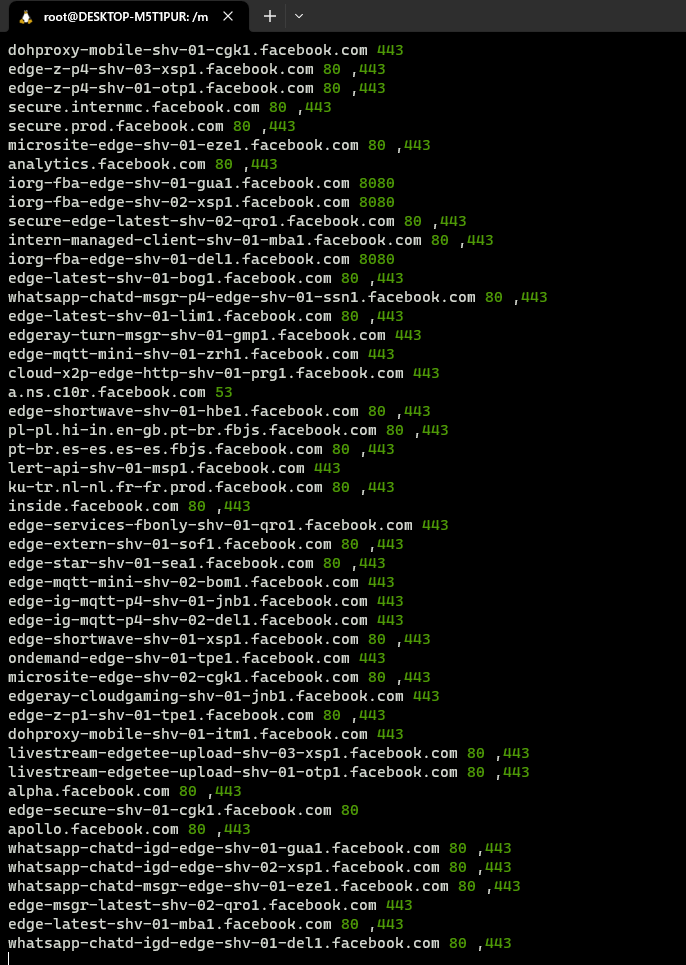 root@DESKTOP-M5T1PUR: /m
dohproxy-mobile-shv-01-cgk1.facebook.com 443
edge-z-p4-shv-03-xsp1.facebook.com 80 ,443
edge-z-p4-shv-01-otp1.facebook.com 80 ,443
secure.internmc.facebook.com 80 ,443
secure.prod.facebook.com 80 ,443
microsite-edge-shv-01-eze1.facebook.com 80 ,443
analytics.facebook.com 80 ,443
iorg-fba-edge-shv-01-gua1.facebook.com 8080
iorg-fba-edge-shv-02-xsp1.facebook.com 8080
secure-edge-latest-shv-02-qro1.facebook.com 80 ,443
intern-managed-client-shv-01-mba1.facebook.com 80 ,443
iorg-fba-edge-shv-01-del1.facebook.com 8080
edge-latest-shv-01-bog1.facebook.com 80 ,443
whatsapp-chatd-msgr-p4-edge-shv-01-ssn1.facebook.com 80 ,443
edge-latest-shv-01-lim1.facebook.com 80 ,443
edgeray-turn-msgr-shv-01-gmp1.facebook.com 443
edge-mqtt-mini-shv-01-zrh1.facebook.com 443
cloud-x2p-edge-http-shv-01-prg1.facebook.com 443
a.ns.c10r.facebook.com 53
edge-shortwave-shv-01-hbe1.facebook.com 80 ,443
pl-pl.hi-in.en-gb.pt-br.fbjs.facebook.com 80 ,443
pt-br.es-es.es-es.fbjs.facebook.com 80 ,443
lert-api-shv-01-msp1.facebook.com 443
ku-tr.nl-nl.fr-fr.prod.facebook.com 80 ,443
inside.facebook.com 80 ,443
edge-services-fbonly-shv-01-qro1.facebook.com 443
edge-extern-shv-01-sof1.facebook.com 80 ,443
edge-star-shv-01-sea1.facebook.com 80 ,443
edge-mqtt-mini-shv-02-bom1.facebook.com 443
edge-ig-mqtt-p4-shv-01-jnb1.facebook.com 443
edge-ig-mqtt-p4-shv-02-del1.facebook.com 443
edge-shortwave-shv-01-xsp1.facebook.com 80 ,443
ondemand-edge-shv-01-tpe1.facebook.com 443
microsite-edge-shv-02-cgk1.facebook.com 80 ,443
edgeray-cloudgaming-shv-01-jnb1.facebook.com 443
edge-z-p1-shv-01-tpe1.facebook.com 80 ,443
dohproxy-mobile-shv-01-itm1.facebook.com 443
livestream-edgetee-upload-shv-03-xsp1.facebook.com 80 ,443
livestream-edgetee-upload-shv-01-otp1.facebook.com 80 ,443
alpha.facebook.com 80 ,443
edge-secure-shv-01-cgk1.facebook.com 80
apollo.facebook.com 80 ,443
whatsapp-chatd-igd-edge-shv-01-gua1.facebook.com 80 ,443
whatsapp-chatd-igd-edge-shv-02-xsp1.facebook.com 80 ,443
whatsapp-chatd-msgr-edge-shv-01-eze1.facebook.com 80 ,443
edge-msgr-latest-shv-02-qro1.facebook.com 443
edge-latest-shv-01-mba1.facebook.com 80 ,443
whatsapp-chatd-igd-edge-shv-01-del1.facebook.com 80 ,443